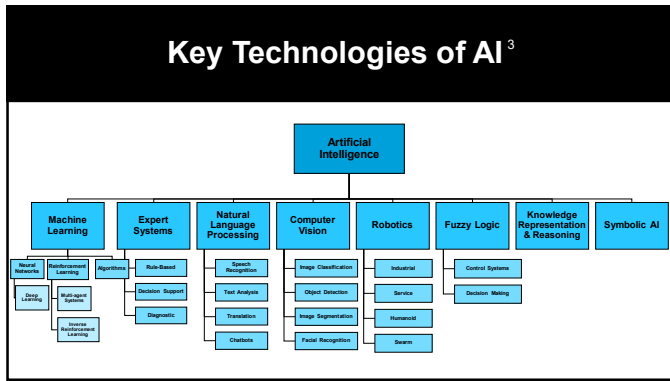 Key Technologies of AI 3
Artificial
Intelligence
Machine
Learning
Expert
Systems
Natural
Language
Processing
Computer
Vision
Robotics
Fuzzy Logic
Knowledge
Representation
& Reasoning
Symbolic AI
Neural
Networks
Reinforcement
Learning
Algorithms
Deep
Learning
Multi-agent
Systems
Inverse
Reinforcement
Learning
Rule-Based
Decision Support
Diagnostic
Speech
Recognition
Text Analysis
Translation
Chatbots
Image Classification
Object Detection
Image Segmentation
Facial Recognition
Industrial
Service
Humanoid
Swarm
Control Systems
Decision Making